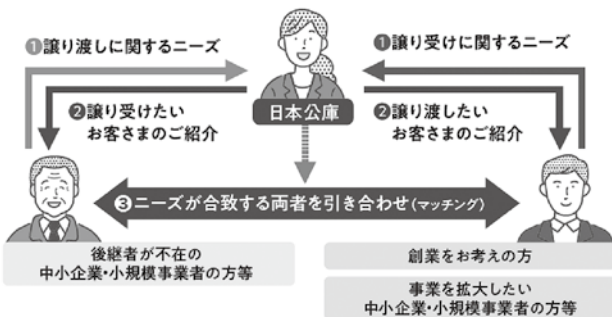 ❶譲り渡しに関するニーズ
❶譲り受けに関するニーズ
❷譲り受けたい
お客さまのご紹介
日本公庫
❷譲り渡したい
お客さまのご紹介
❸ニーズが合致する両者を引き合わせ(マッチング)
後継者が不在の
中小企業・小規模事業者の方等
創業をお考えの方
事業を拡大したい
中小企業・小規模事業者の方等